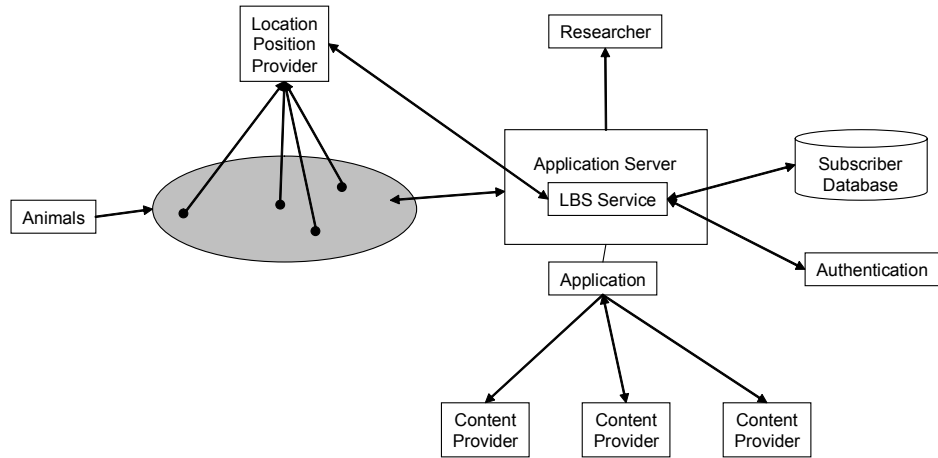 Location
Position
Provider
Researcher
Application Server
LBS Service
Subscriber
Database
Animals
Authentication
Application
Content
Provider
Content
Provider
Content
Provider